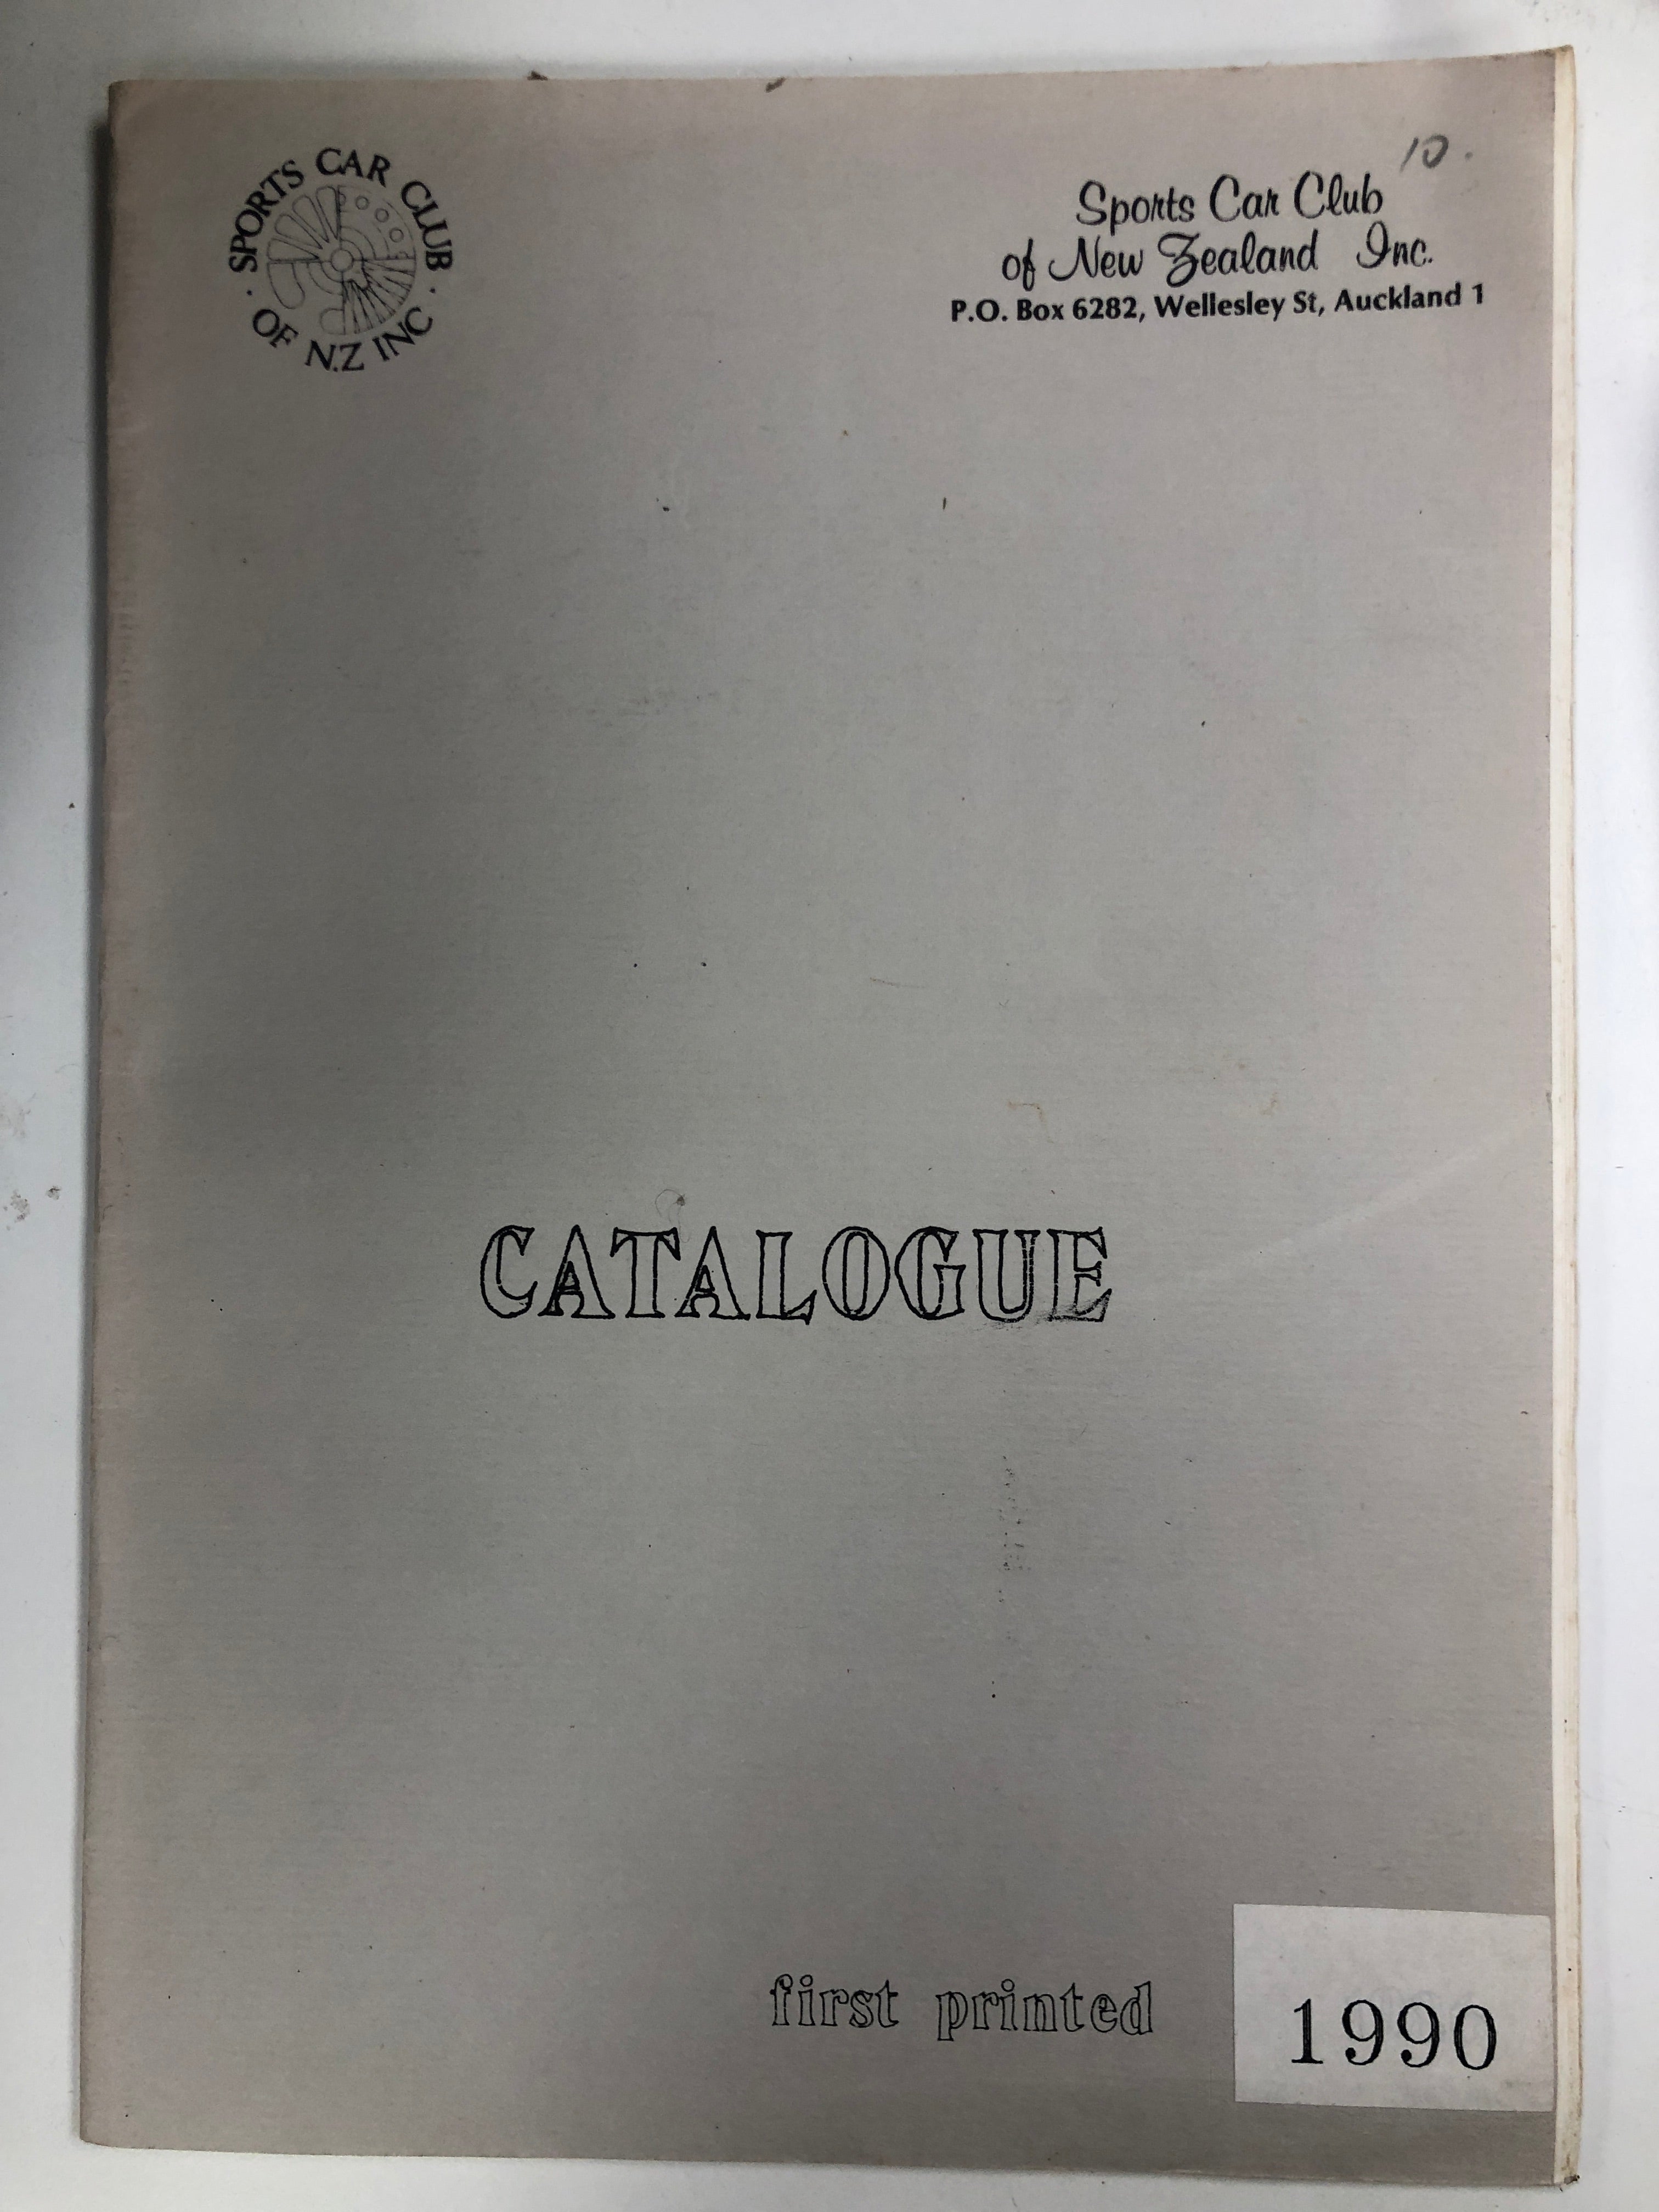 SPORTS CAR CLUB
· OF N.Z INC ·
10.
Sports Car Club
of New Zealand Inc.
P.O. Box 6282, Wellesley St, Auckland 1
CATALOGUE
first printed
1990